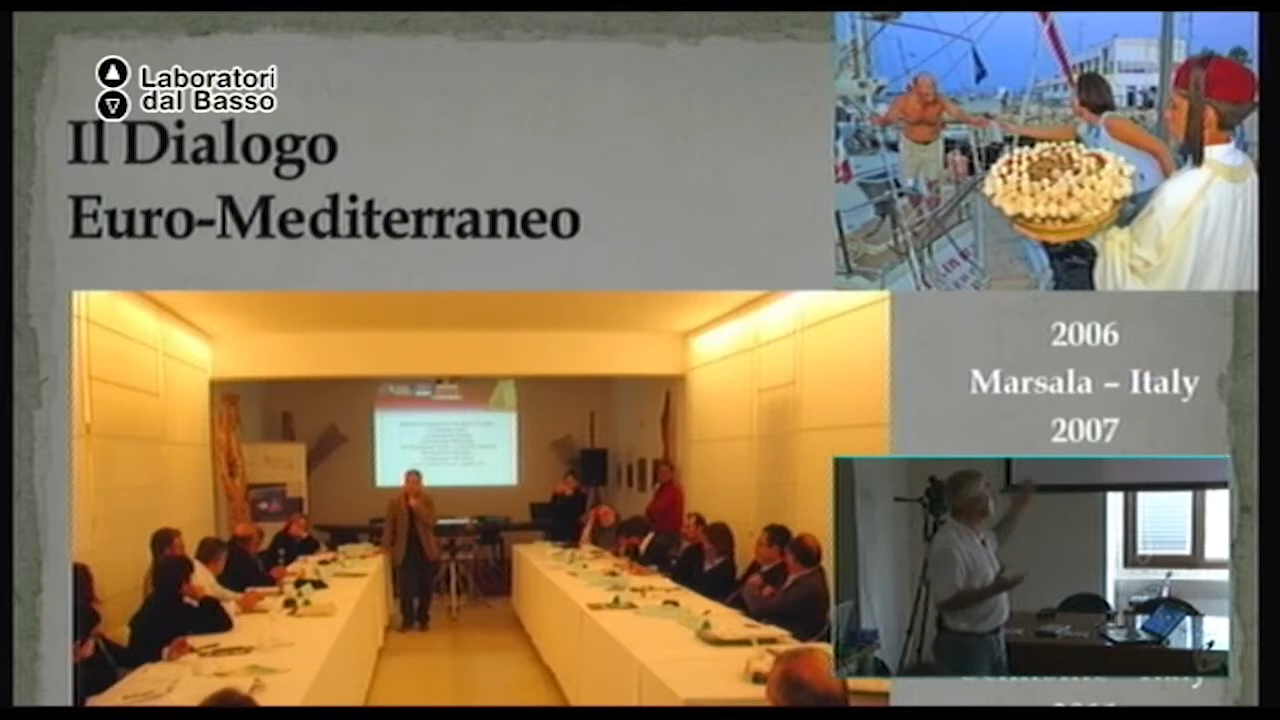 Laboratori
dal Basso
Il Dialogo
Euro-Mediterraneo
2006
Marsala – Italy
2007